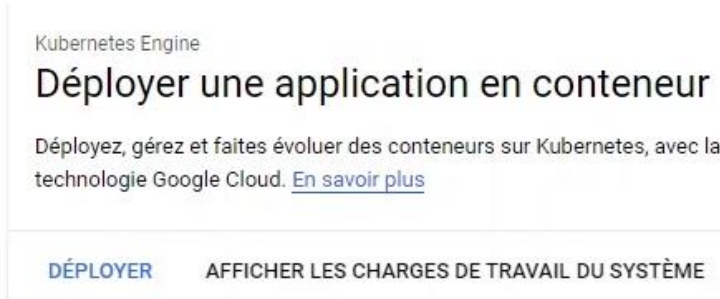 Kubernetes Engine
Déployer une application en conteneur
Déployez, gérez et faites évoluer des conteneurs sur Kubernetes, avec la
technologie Google Cloud. En savoir plus
DÉPLOYER AFFICHER LES CHARGES DE TRAVAIL DU SYSTÈME